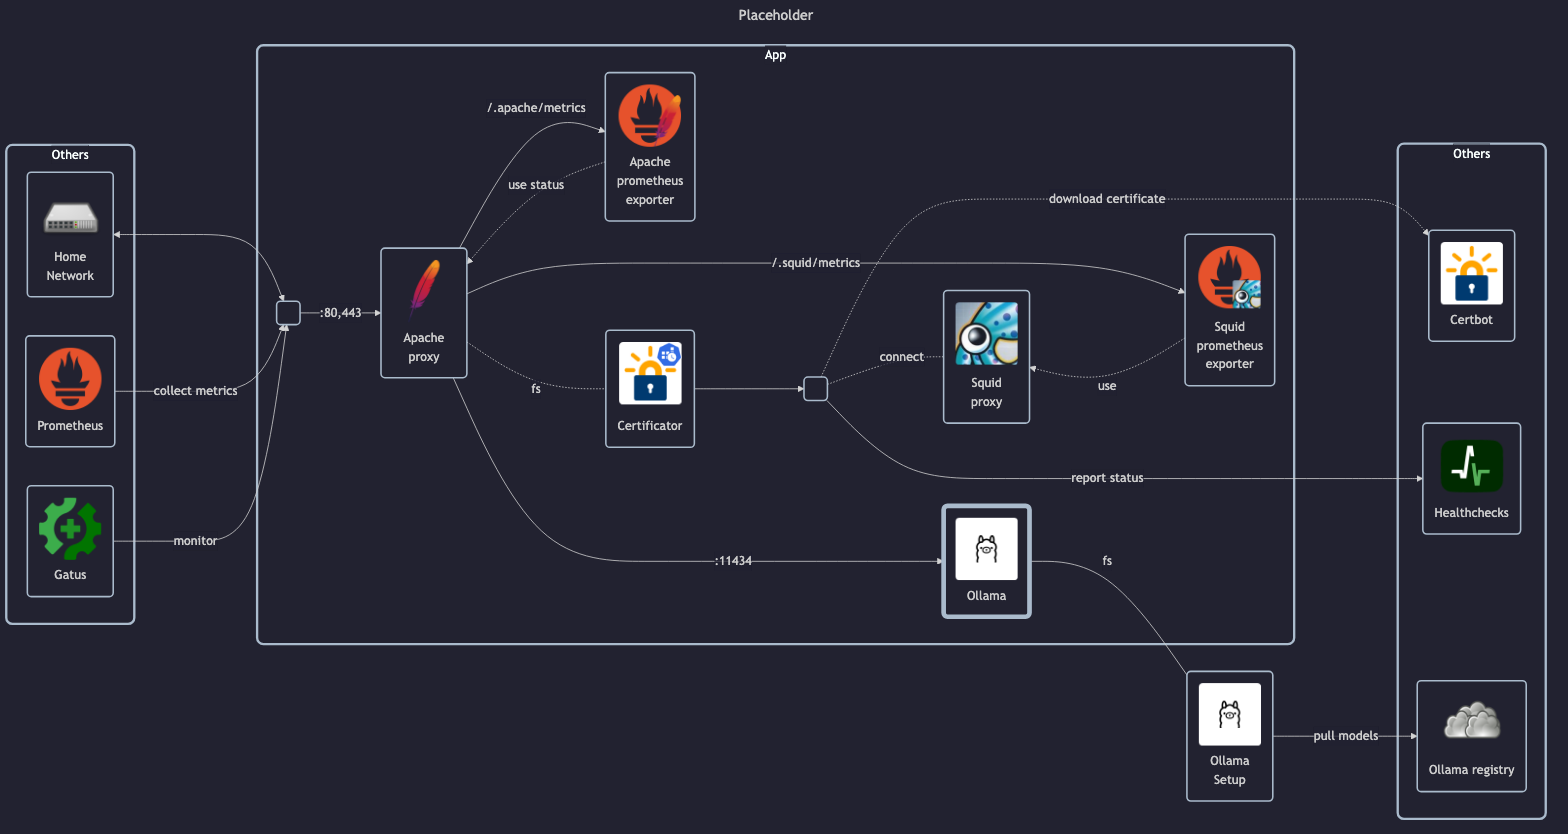 Placeholder
App
Others
Home
Network
Prometheus
Gatus
collect metrics
monitor
:80,443
Apache
proxy
/.apache/metrics
use status
Apache
prometheus
exporter
/.squid/metrics
fs
Certificator
:11434
download certificate
connect
Squid
proxy
use
Squid
prometheus
exporter
report status
Ollama
fs
Ollama
Setup
pull models
Others
Certbot
Healthchecks
Ollama registry